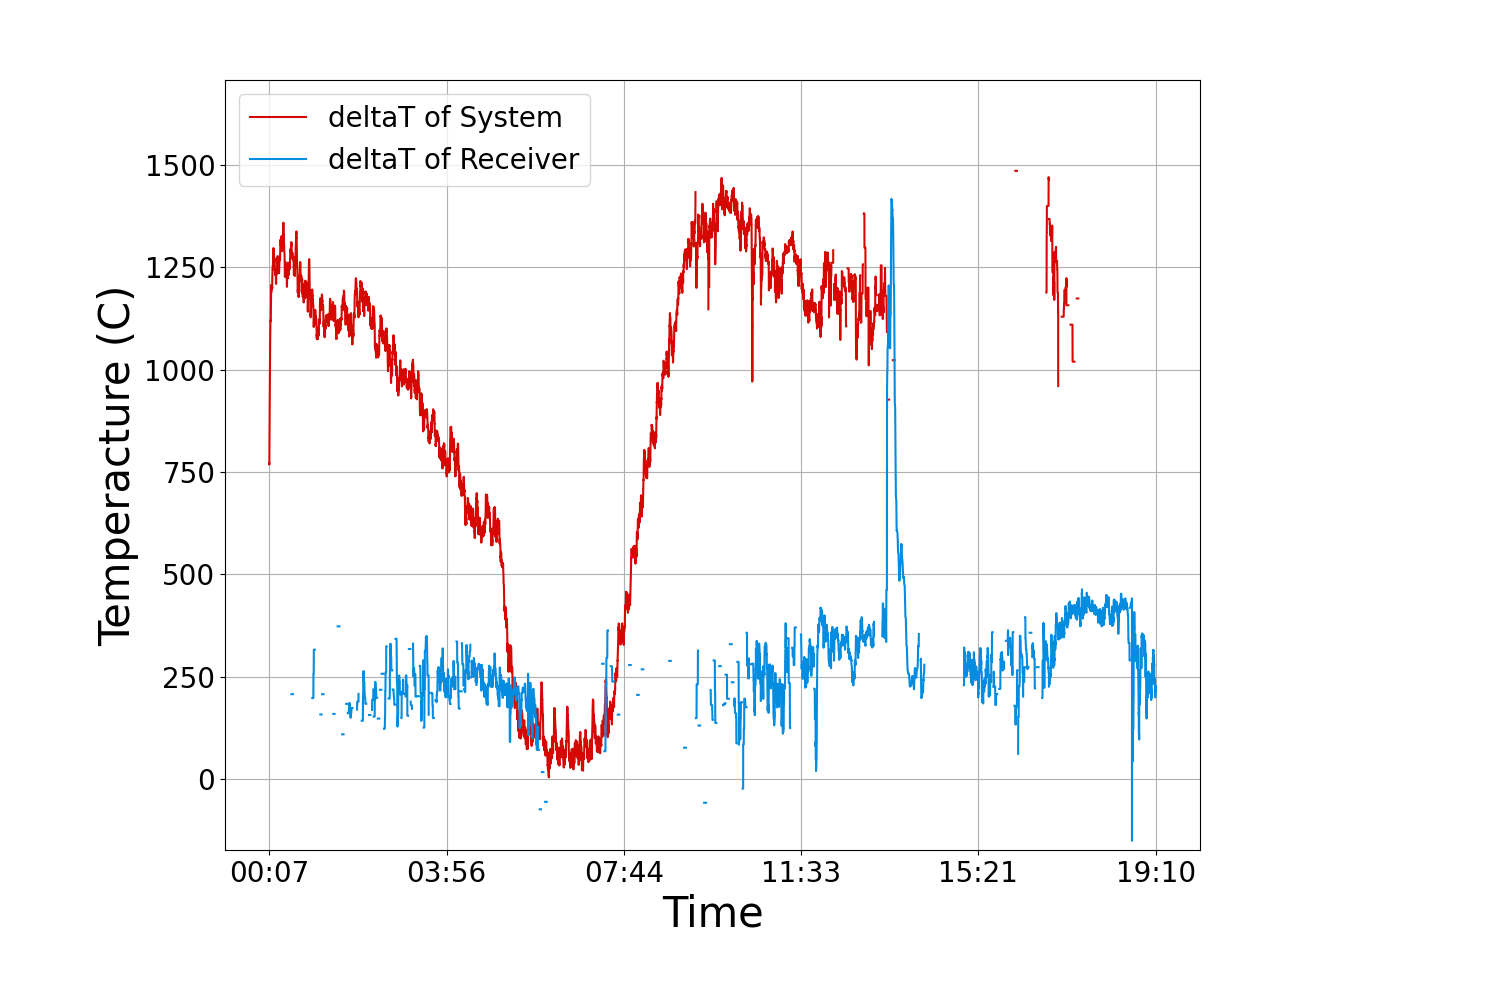 deltaT of System
deltaT of Receiver
1500
1250
1000
750
500
250
0
Temperacture (C)
00:07 03:56 07:44 11:33 15:21 19:10
Time